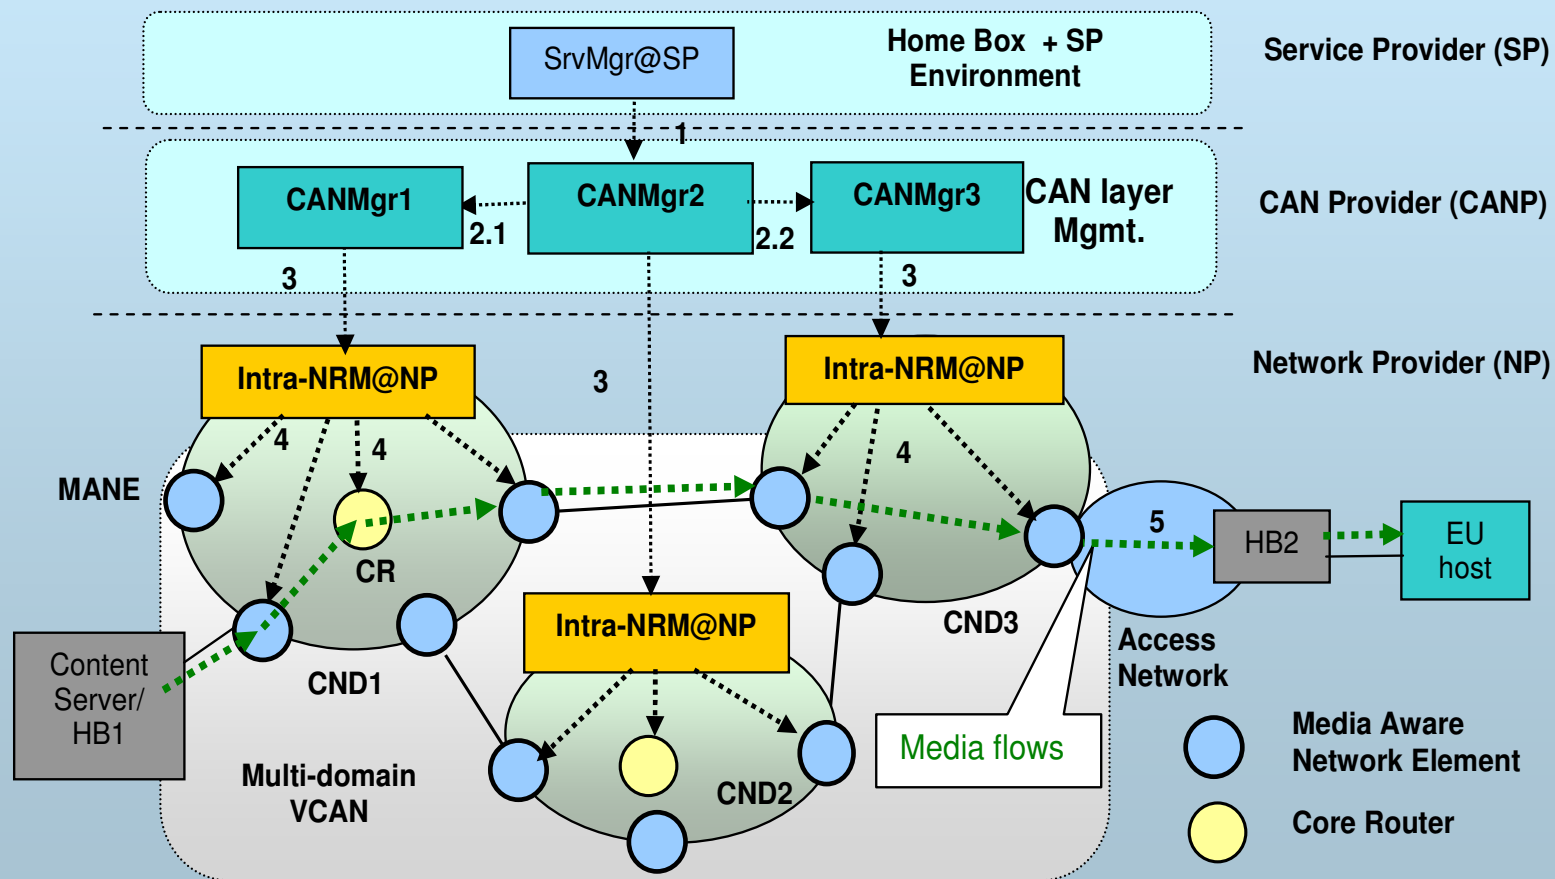 SrvMgr@SP
Home Box + SP
Environment
Service Provider (SP)
1
CANMgr1
CANMgr2
CANMgr3
CAN layer
Mgmt.
CAN Provider (CANP)
2.1
2.2
3
3
Intra-NRM@NP
3
Intra-NRM@NP
Network Provider (NP)
4
4
4
MANE
CR
5
HB2
EU
host
Content
Server/
HB1
CND1
Intra-NRM@NP
CND3
Access
Network
Multi-domain
VCAN
CND2
Media flows
Media Aware
Network Element
Core Router